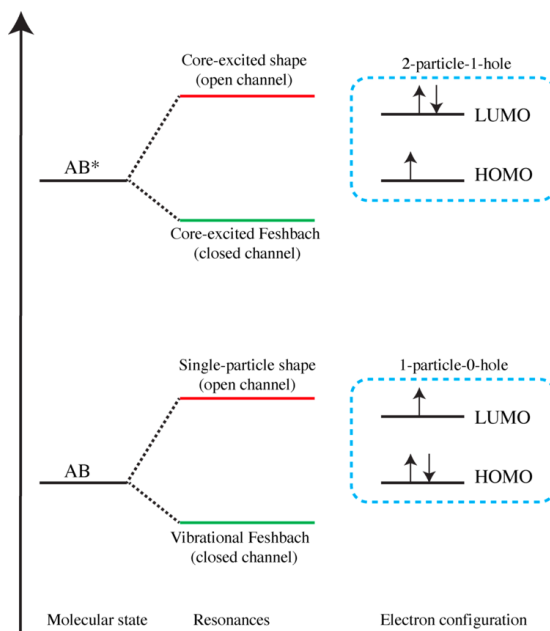 Core-excited shape
(open channel)
2-particle-1-hole
LUMO
AB*
HOMO
Core-excited Feshbach
(closed channel)
Single-particle shape
(open channel)
1-particle-0-hole
LUMO
AB
HOMO
Vibrational Feshbach
(closed channel)
Molecular state
Resonances
Electron configuration